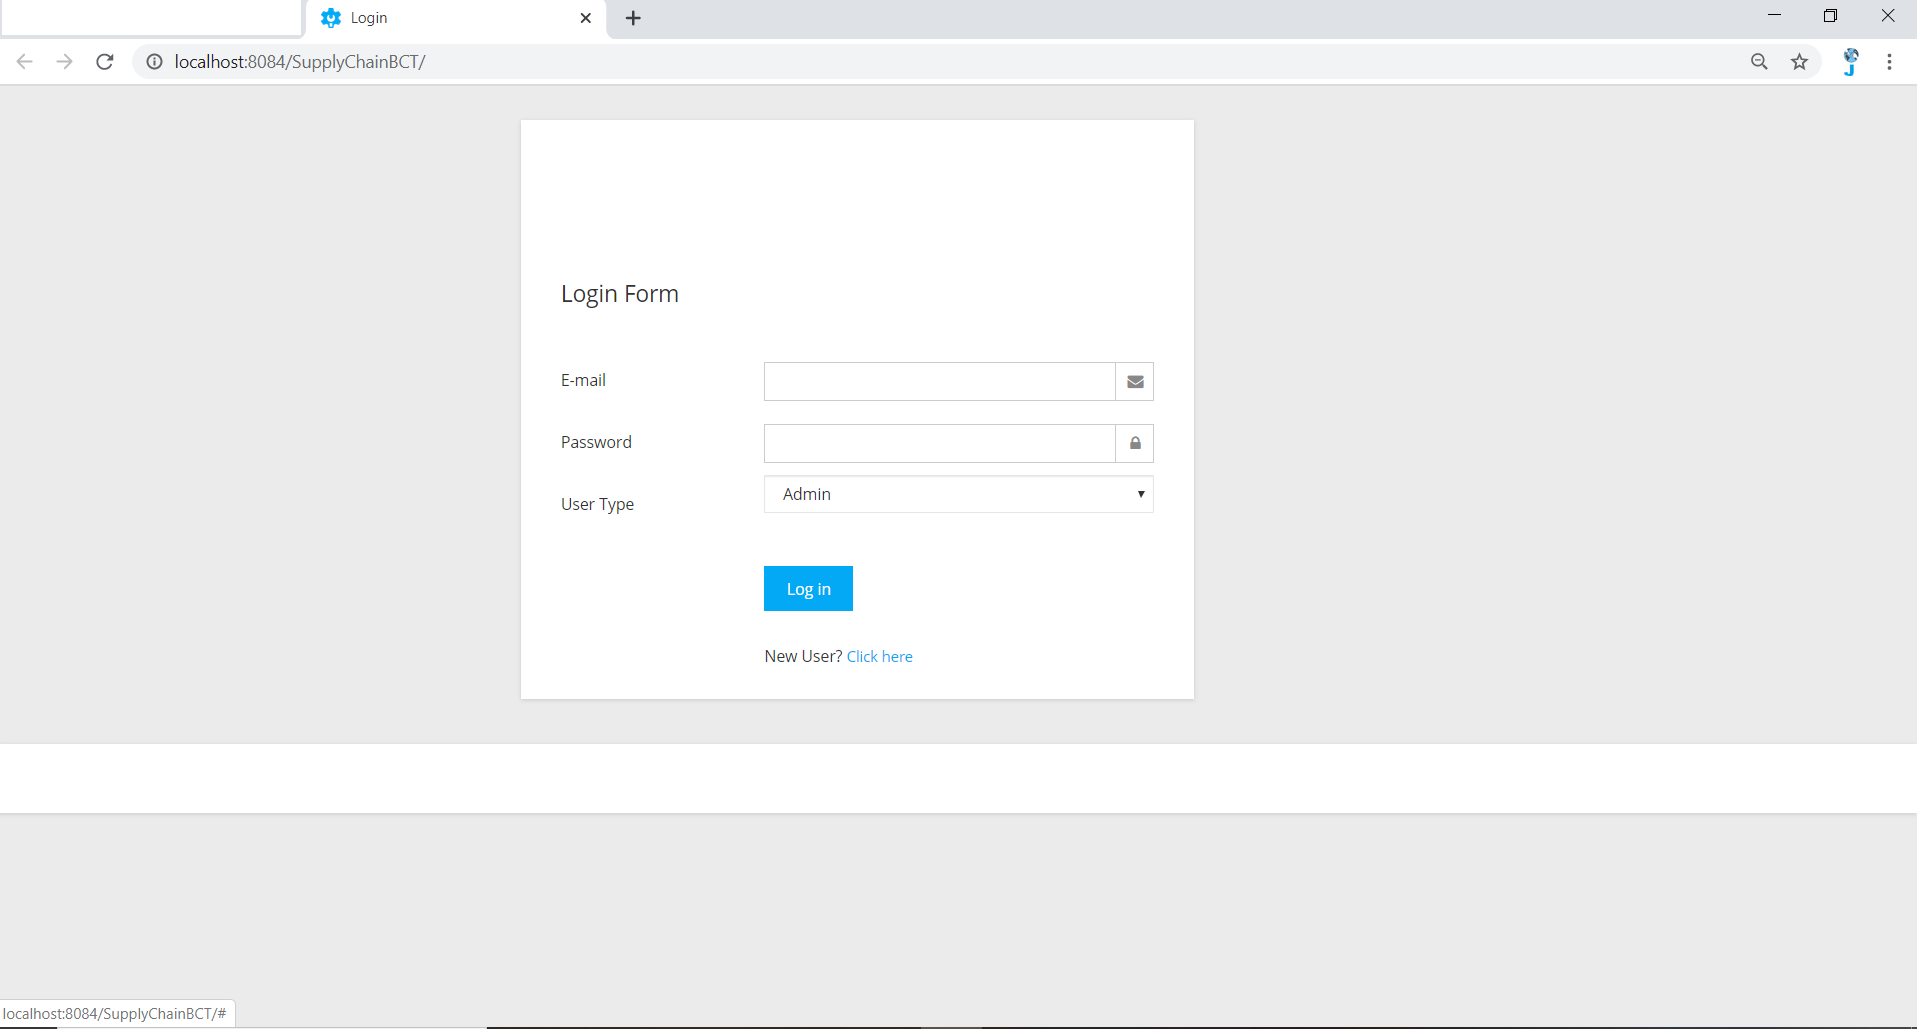 Login
localhost:8084/SupplyChainBCT/
Login Form
E-mail
Password
User Type
Admin
Log in
New User? Click here
localhost:8084/SupplyChainBCT/#